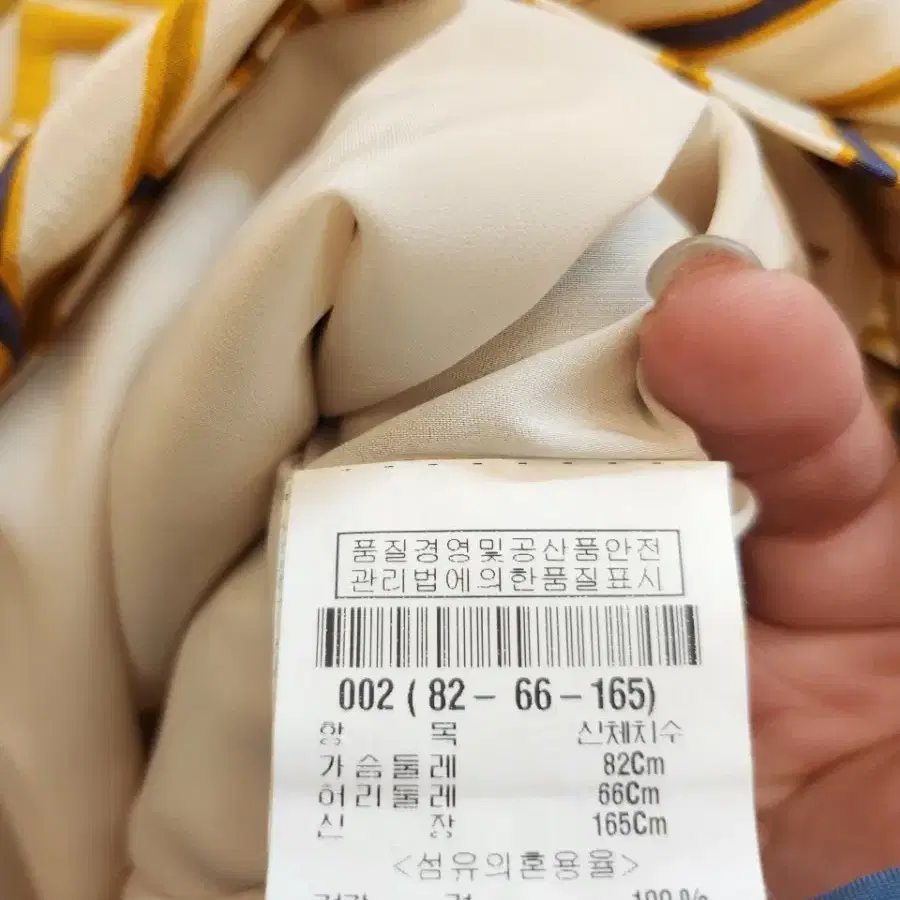 품질경영및공산품안전
관리법에의한품질표시
002 ( 82 - 66 - 165)
항 목 신체치수
가슴둘레 82Cm
허리둘레 66Cm
신 장 165Cm
<섬유의혼용율>